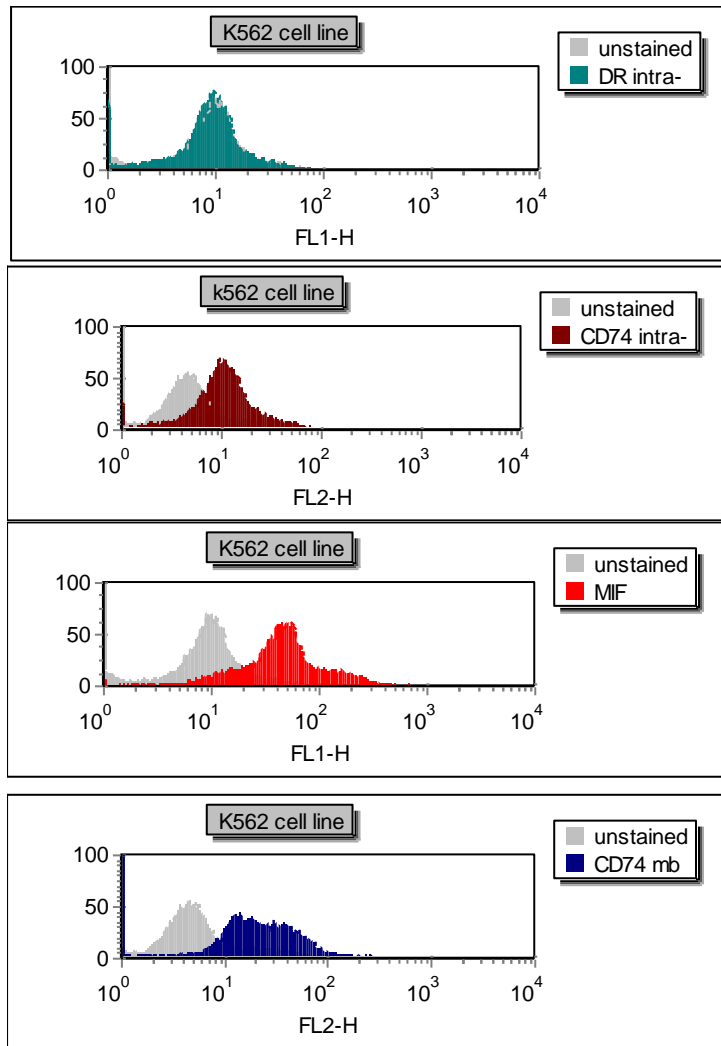 K562 cell line
unstained
DR intra-
100
50
0
10^0 10^1 10^2 10^3 10^4
FL1-H
k562 cell line
unstained
CD74 intra-
100
50
0
10^0 10^1 10^2 10^3 10^4
FL2-H
K562 cell line
unstained
MIF
100
50
0
10^0 10^1 10^2 10^3 10^4
FL1-H
K562 cell line
unstained
CD74 mb
100
50
0
10^0 10^1 10^2 10^3 10^4
FL2-H